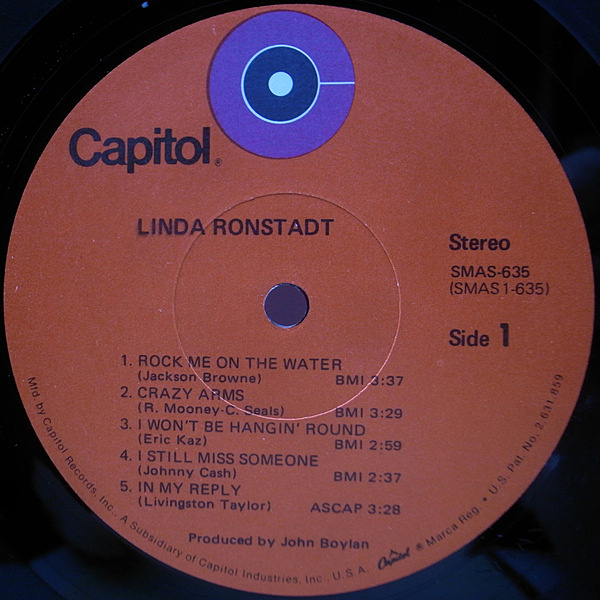 Capitol®
LINDA RONSTADT
Stereo
SMAS-635
(SMAS 1-635)
Side 1
1. ROCK ME ON THE WATER
(Jackson Browne) BMI 3:37
2. CRAZY ARMS
(R. Mooney-C. Seals) BMI 3:29
3. I WON'T BE HANGIN' ROUND
(Eric Kaz) BMI 2:59
4. I STILL MISS SOMEONE
(Johnny Cash) BMI 2:37
5. IN MY REPLY
(Livingston Taylor) ASCAP 3:28
Produced by John Boylan
Mfd. by Capitol Records, Inc., A Subsidiary of Capitol Industries, Inc., U.S.A. Capitol ® Marca Reg. • U.S. Pat. No. 2,631,859